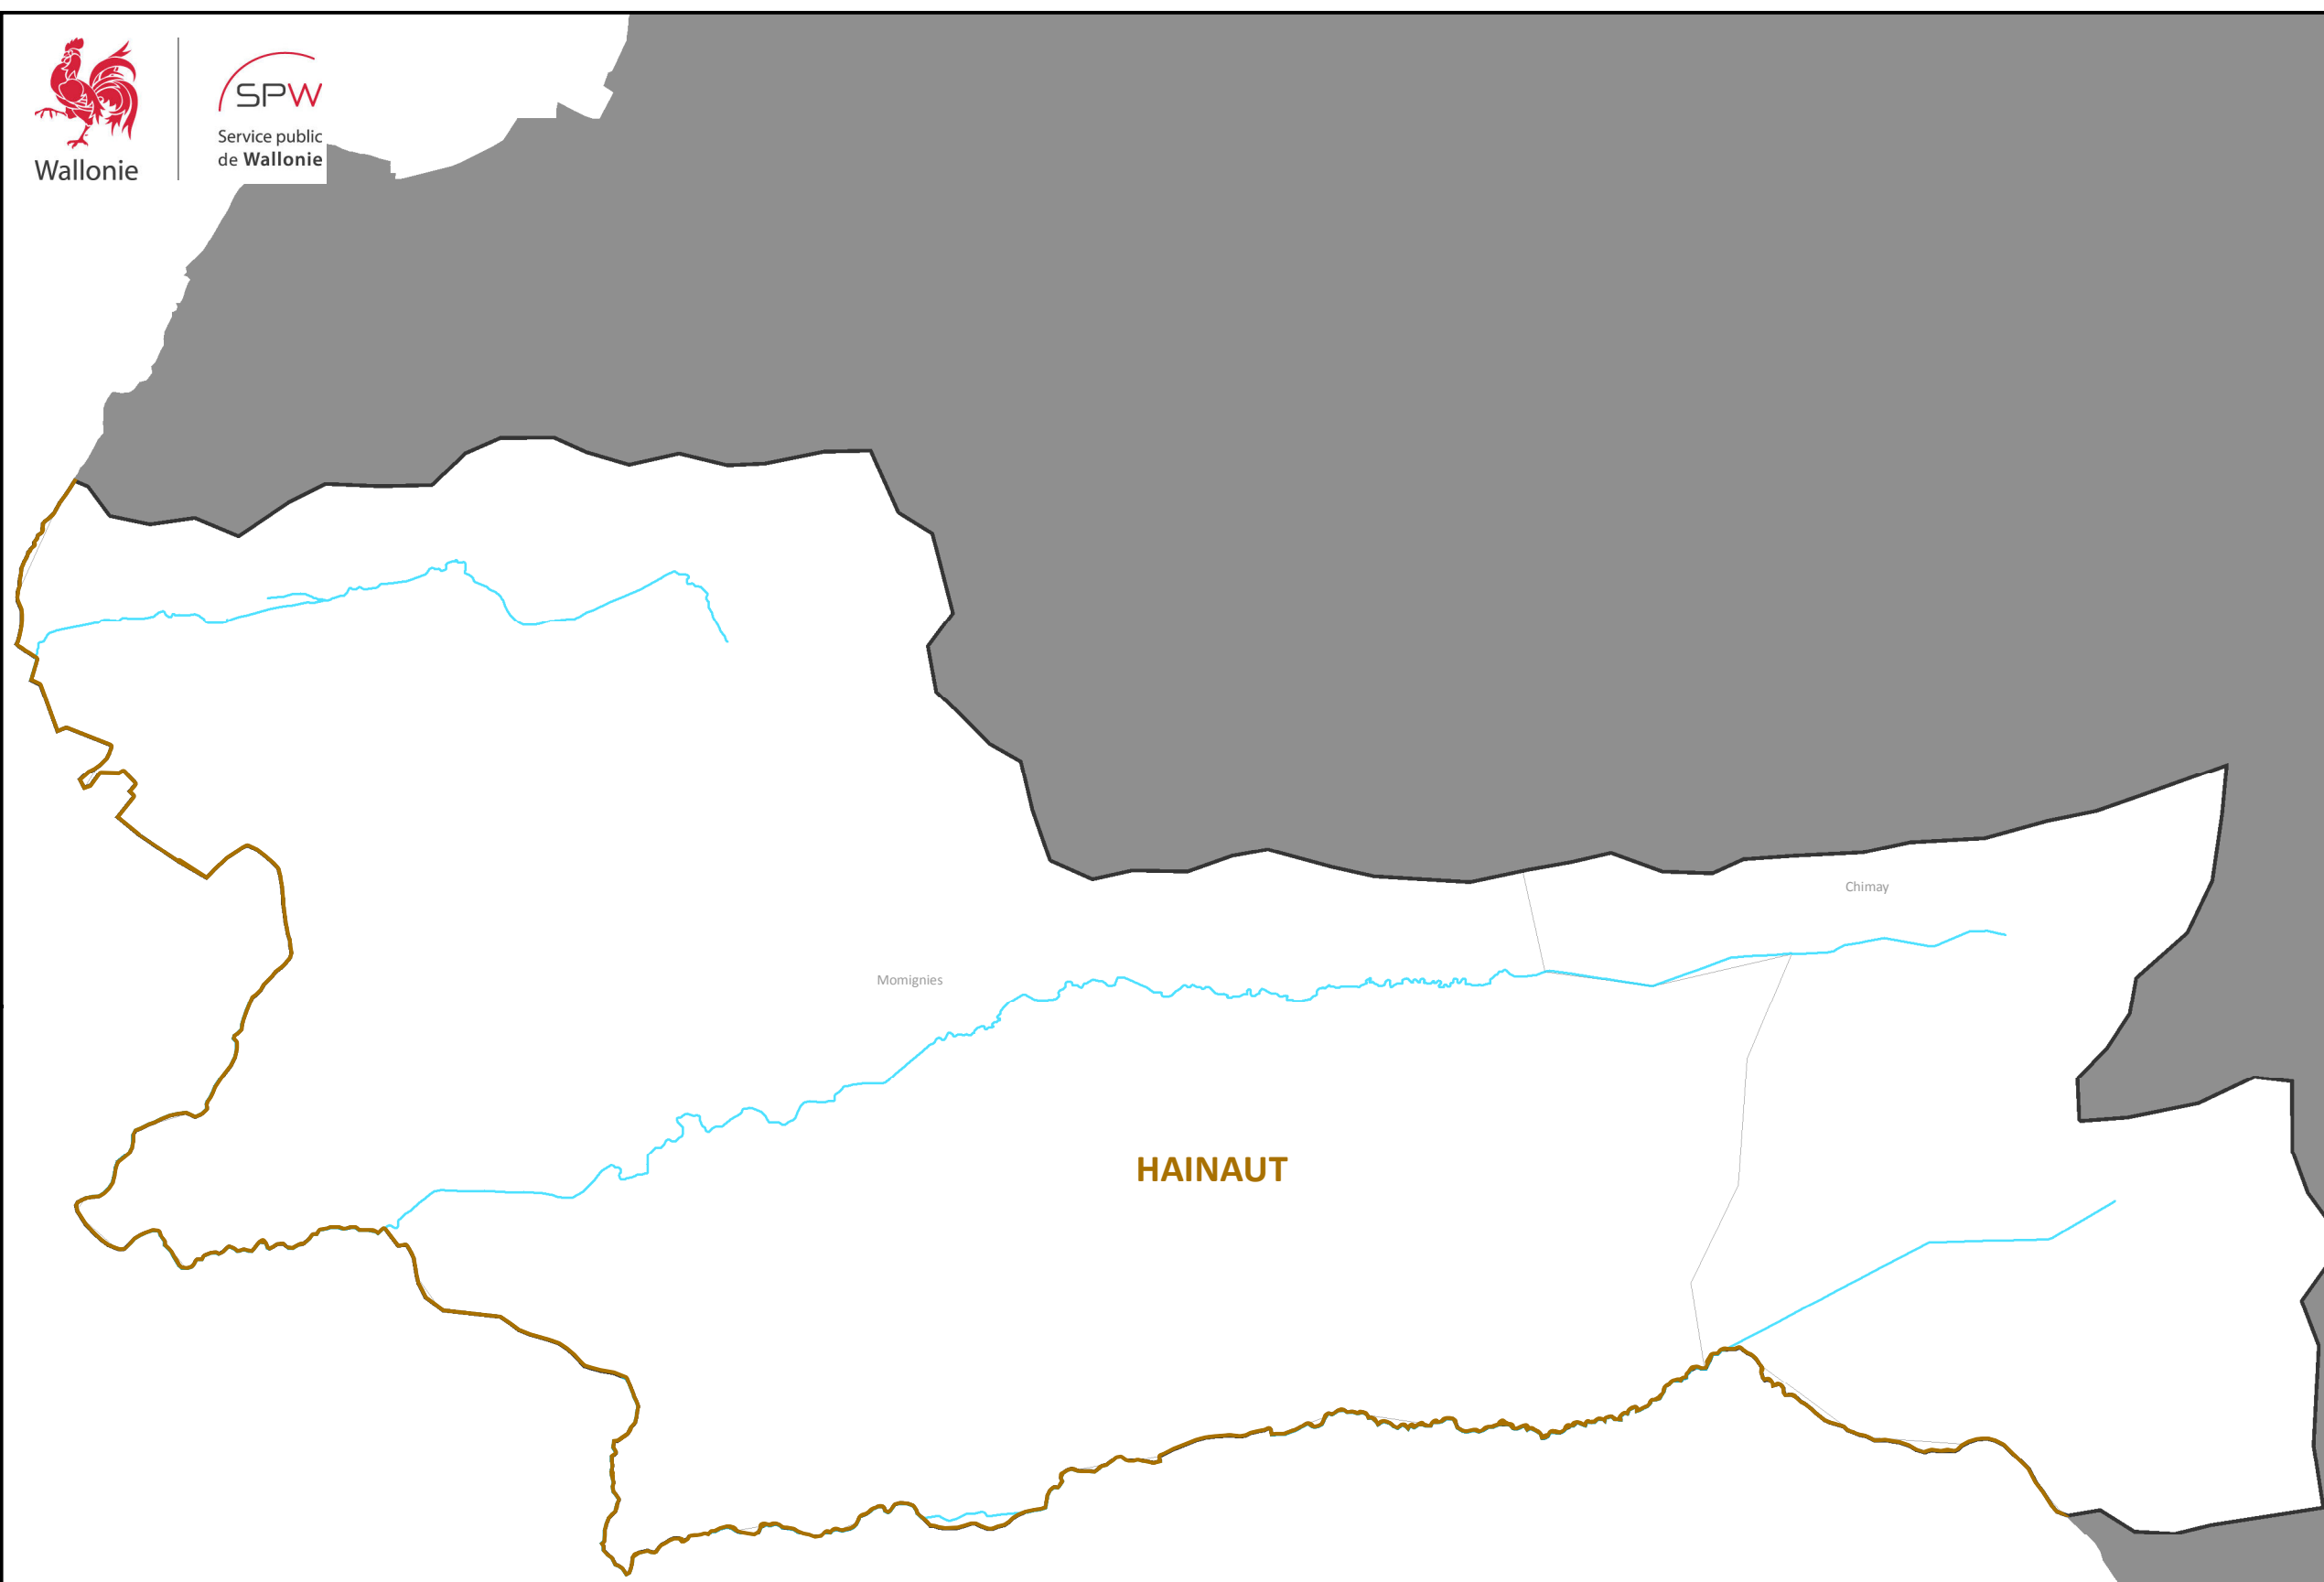 Wallonie
SPW
Service public
de Wallonie
Chimay
Momignies
HAINAUT